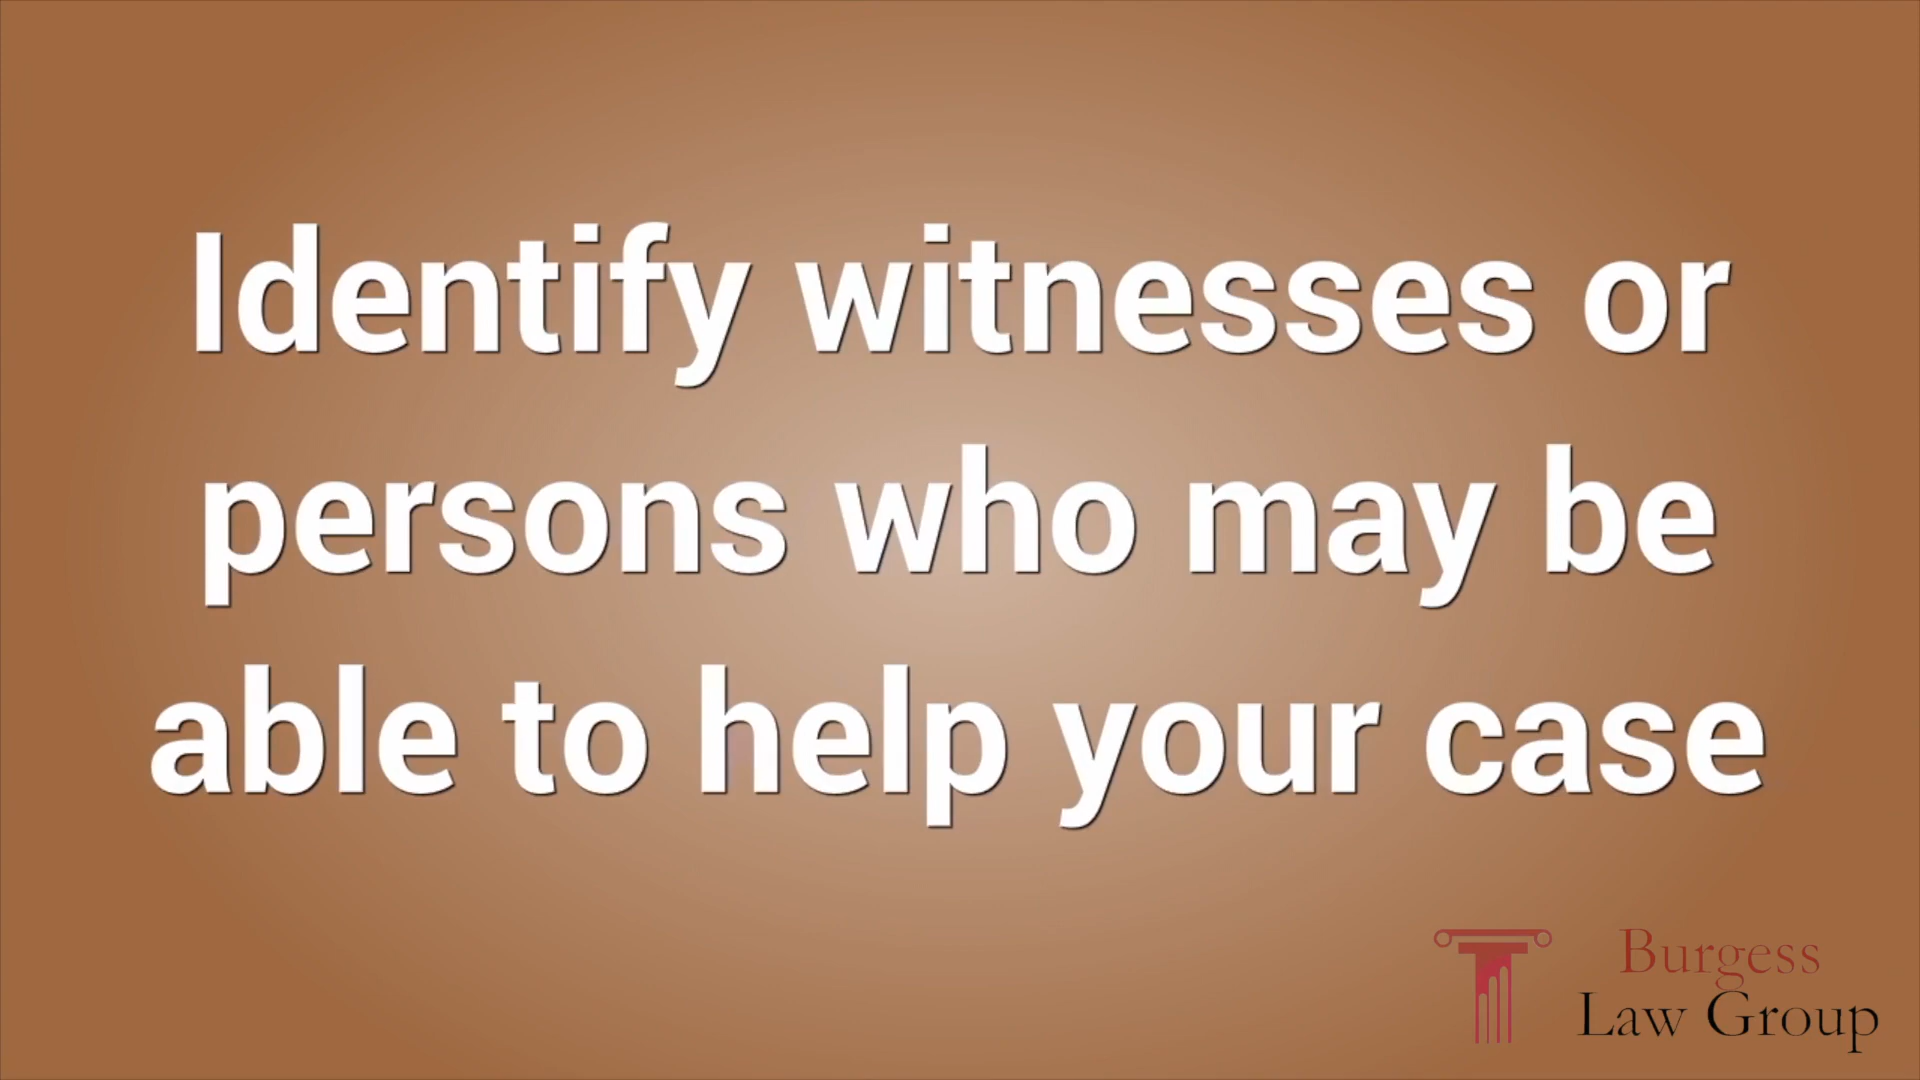 Identify witnesses or
persons who may be
able to help your case
Burgess
Law Group